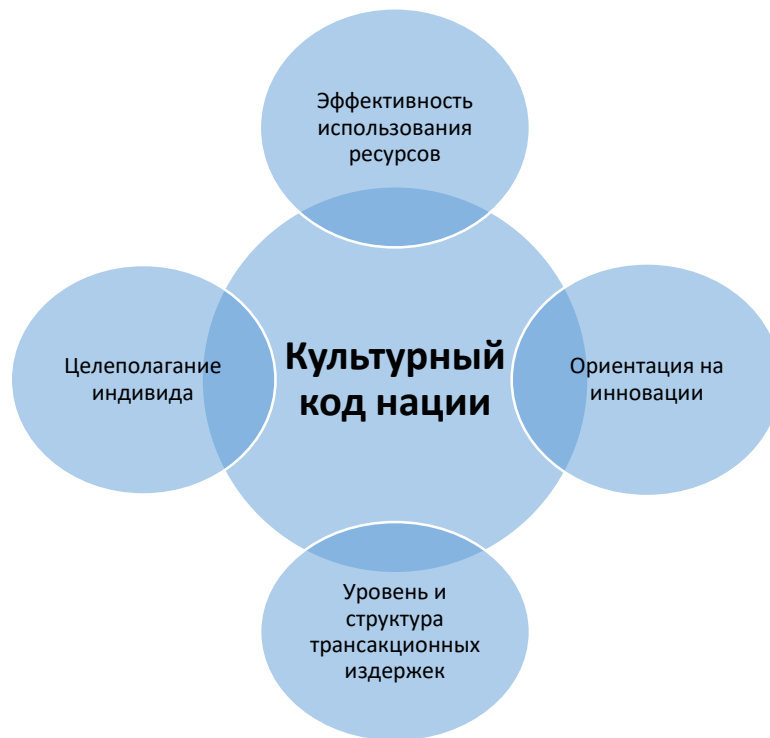 Эффективность
использования
ресурсов
Целеполагание
индивида
Культурный
код нации
Ориентация на
инновации
Уровень и
структура
трансакционных
издержек